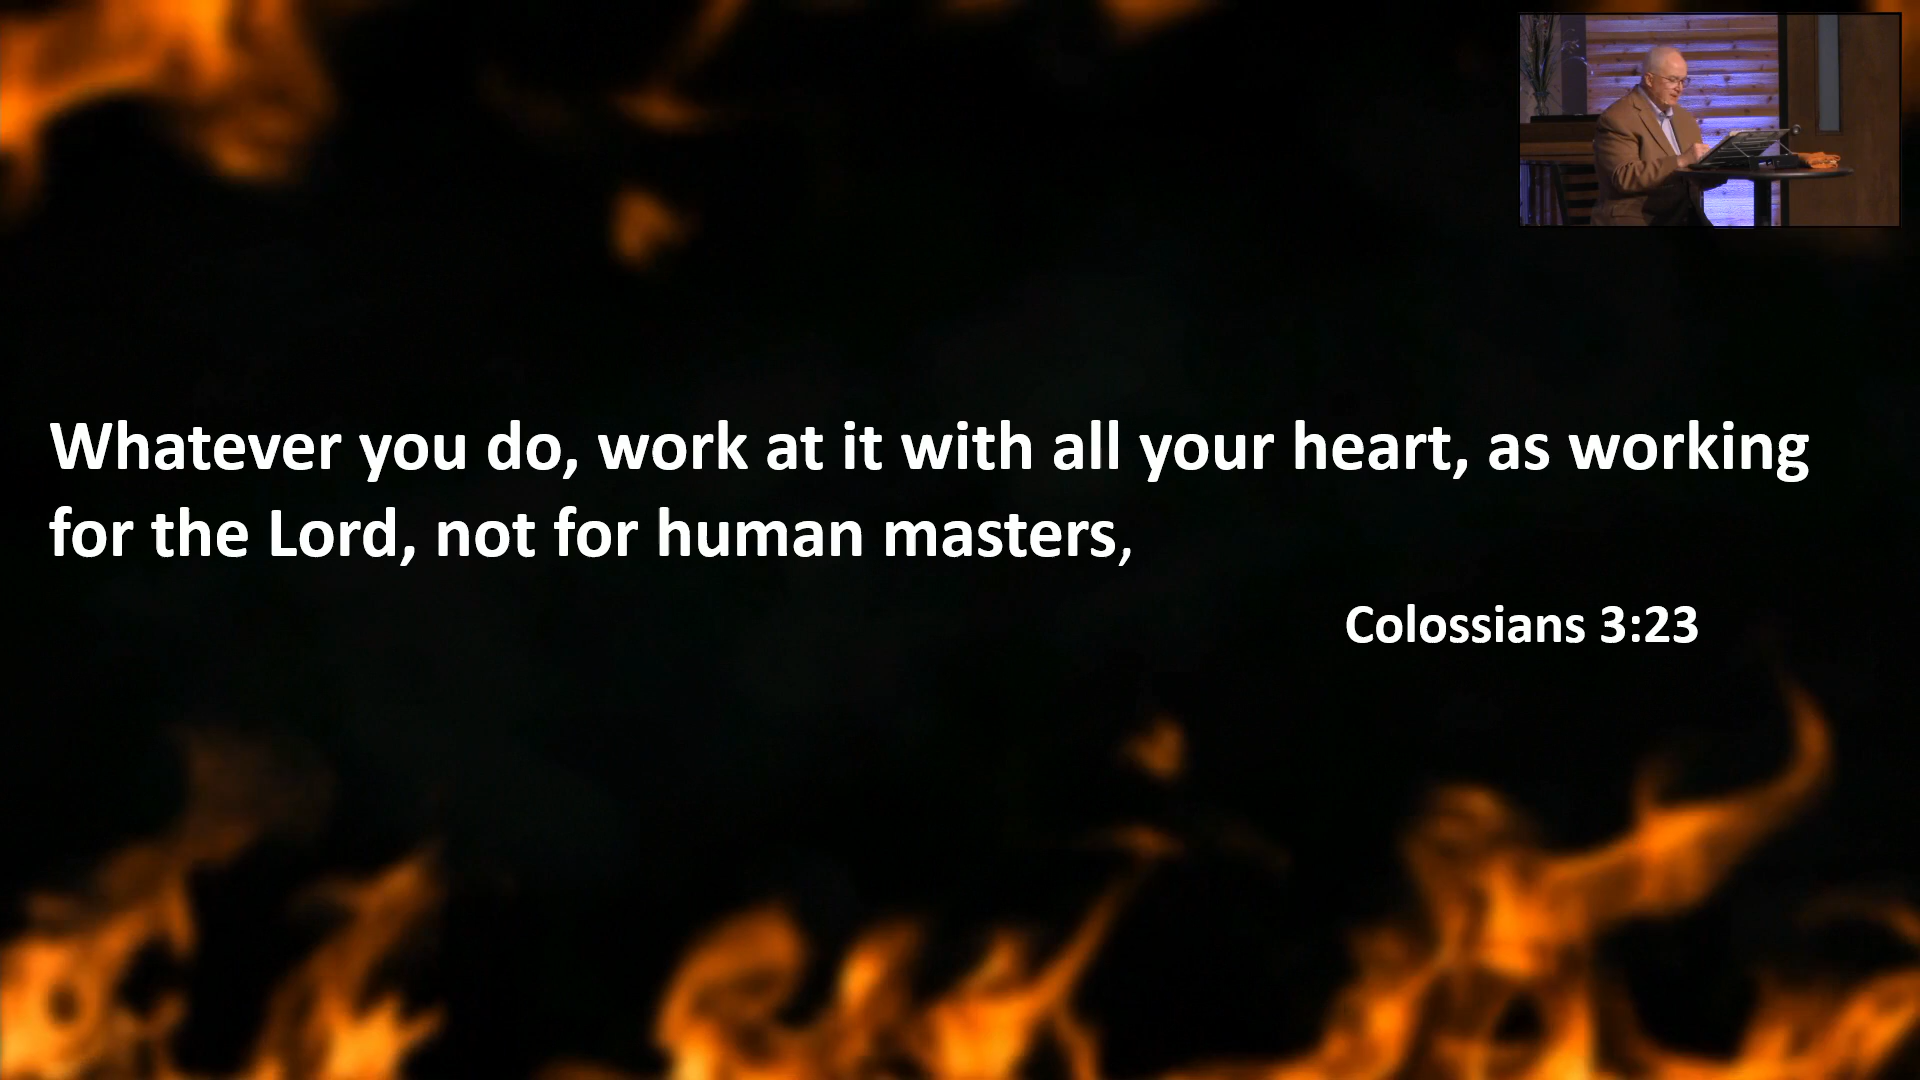 Whatever you do, work at it with all your heart, as working
for the Lord, not for human masters,
Colossians 3:23